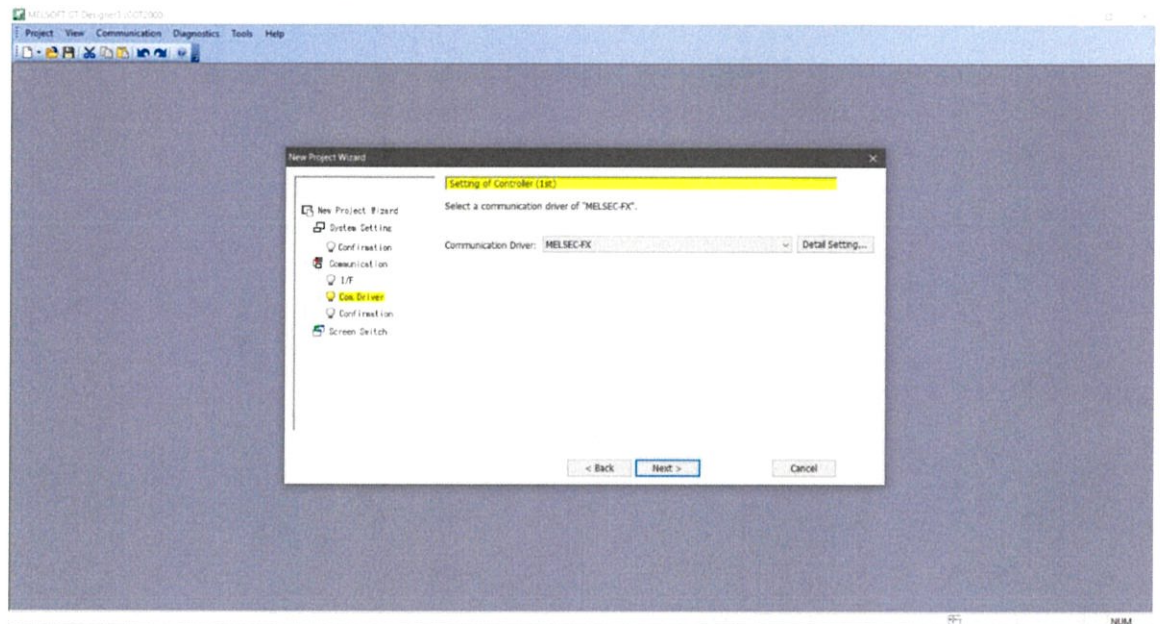 MELSOFT GT Designer3 (GOT2000)
Project View Communication Diagnostics Tools Help
New Project Wizard
Setting of Controller (1st)
Select a communication driver of "MELSEC-FX".
New Project Wizard
System Setting
Confirmation
Communication
I/F
Com. Driver
Confirmation
Screen Switch
Communication Driver: MELSEC-FX Detail Setting...
< Back Next > Cancel
NUM